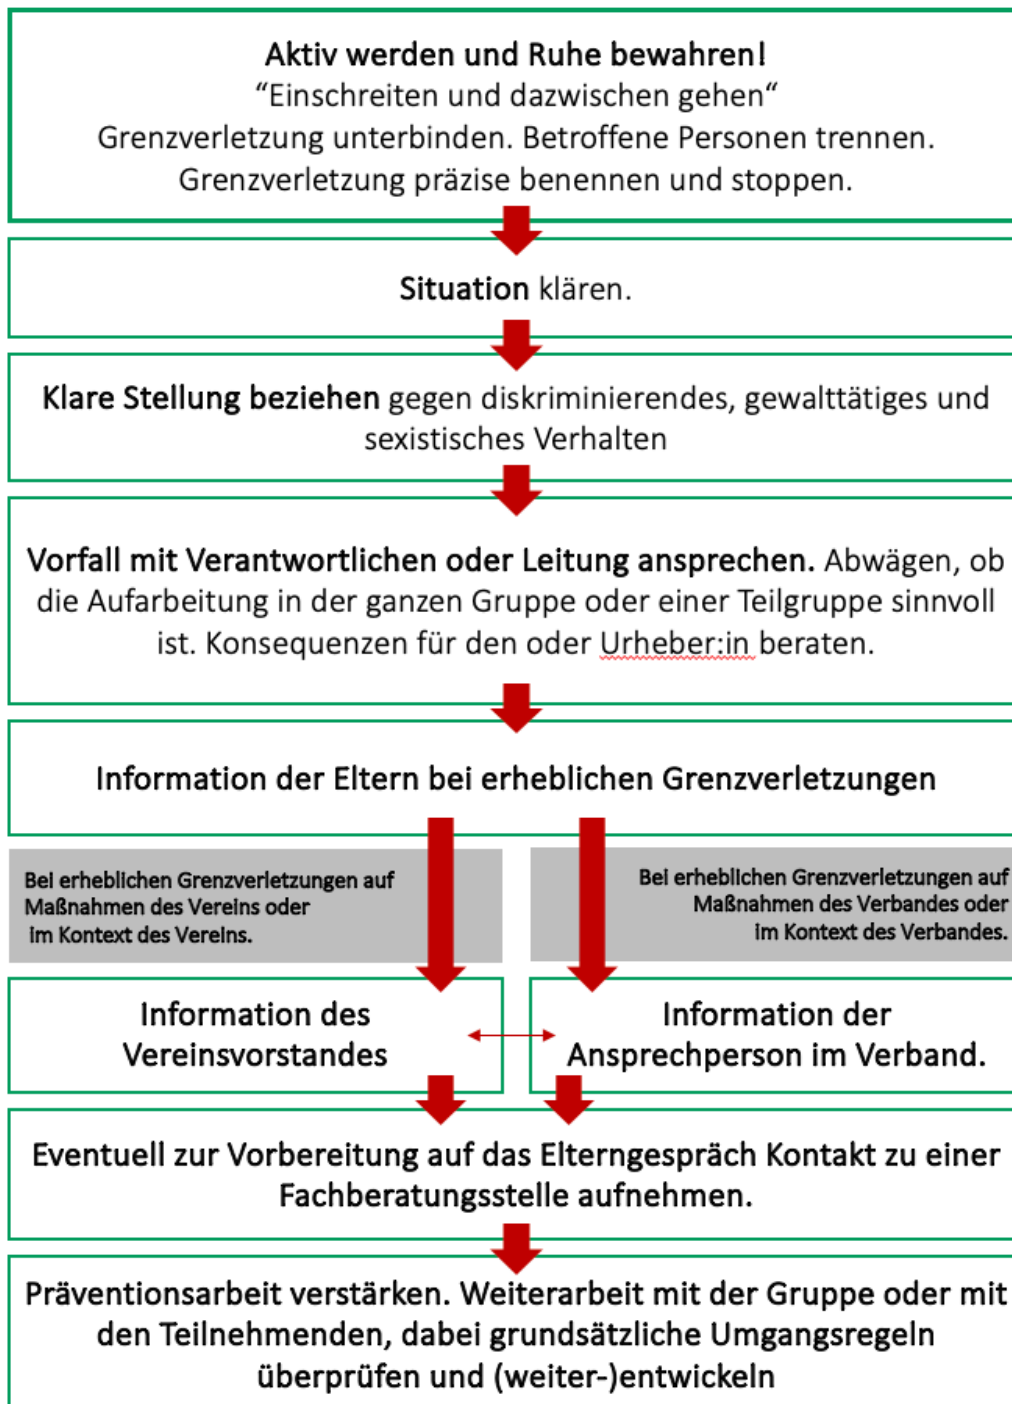 Aktiv werden und Ruhe bewahren!
“Einschreiten und dazwischen gehen“
Grenzverletzung unterbinden. Betroffene Personen trennen.
Grenzverletzung präzise benennen und stoppen.
Situation klären.
Klare Stellung beziehen gegen diskriminierendes, gewalttätiges und
sexistisches Verhalten
Vorfall mit Verantwortlichen oder Leitung ansprechen. Abwägen, ob
die Aufarbeitung in der ganzen Gruppe oder einer Teilgruppe sinnvoll
ist. Konsequenzen für den oder Urheber:in beraten.
Information der Eltern bei erheblichen Grenzverletzungen
Bei erheblichen Grenzverletzungen auf
Maßnahmen des Vereins oder
im Kontext des Vereins.
Bei erheblichen Grenzverletzungen auf
Maßnahmen des Verbandes oder
im Kontext des Verbandes.
Information des
Vereinsvorstandes
Information der
Ansprechperson im Verband.
Eventuell zur Vorbereitung auf das Elterngespräch Kontakt zu einer
Fachberatungsstelle aufnehmen.
Präventionsarbeit verstärken. Weiterarbeit mit der Gruppe oder mit
den Teilnehmenden, dabei grundsätzliche Umgangsregeln
überprüfen und (weiter-)entwickeln